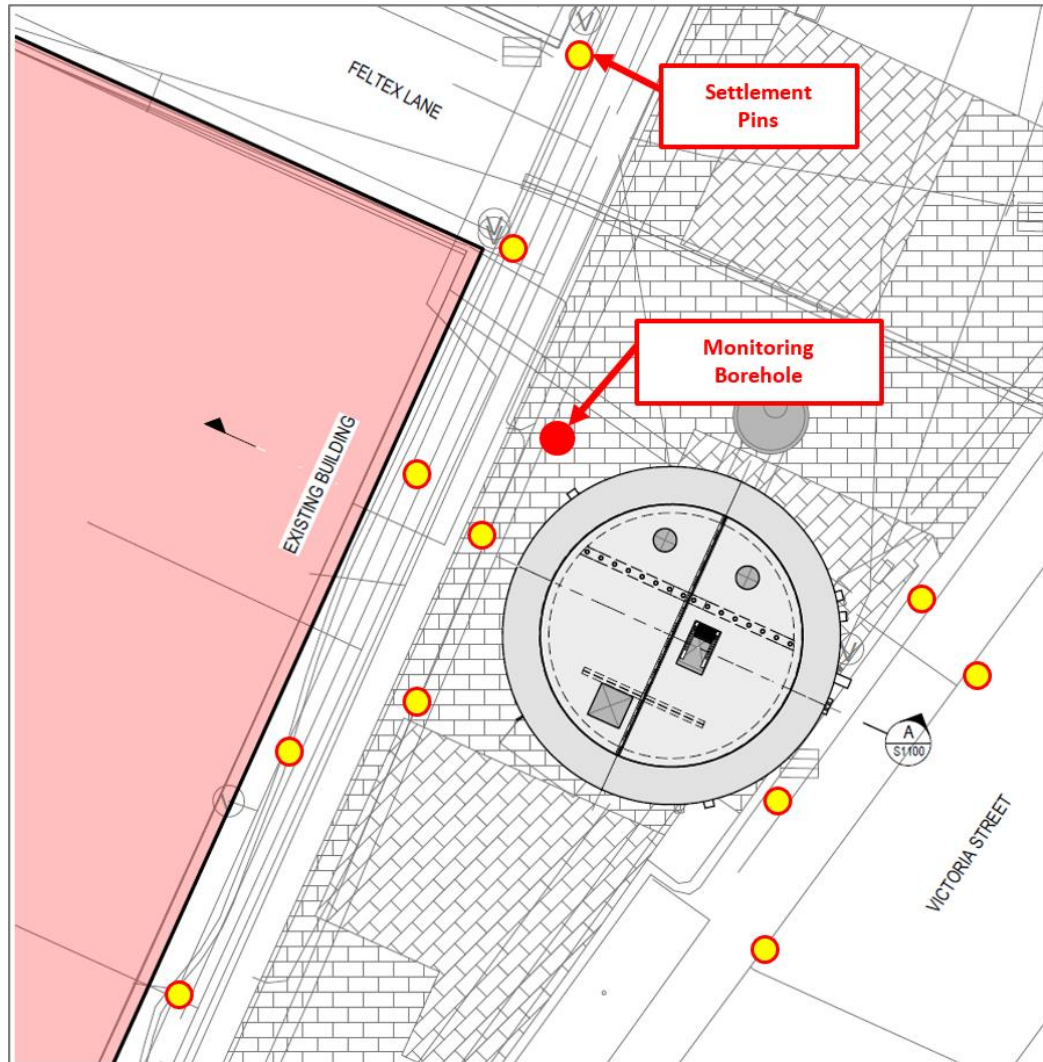 FELTEX LANE
Settlement
Pins
Monitoring
Borehole
EXISTING BUILDING
A
S1100
VICTORIA STREET